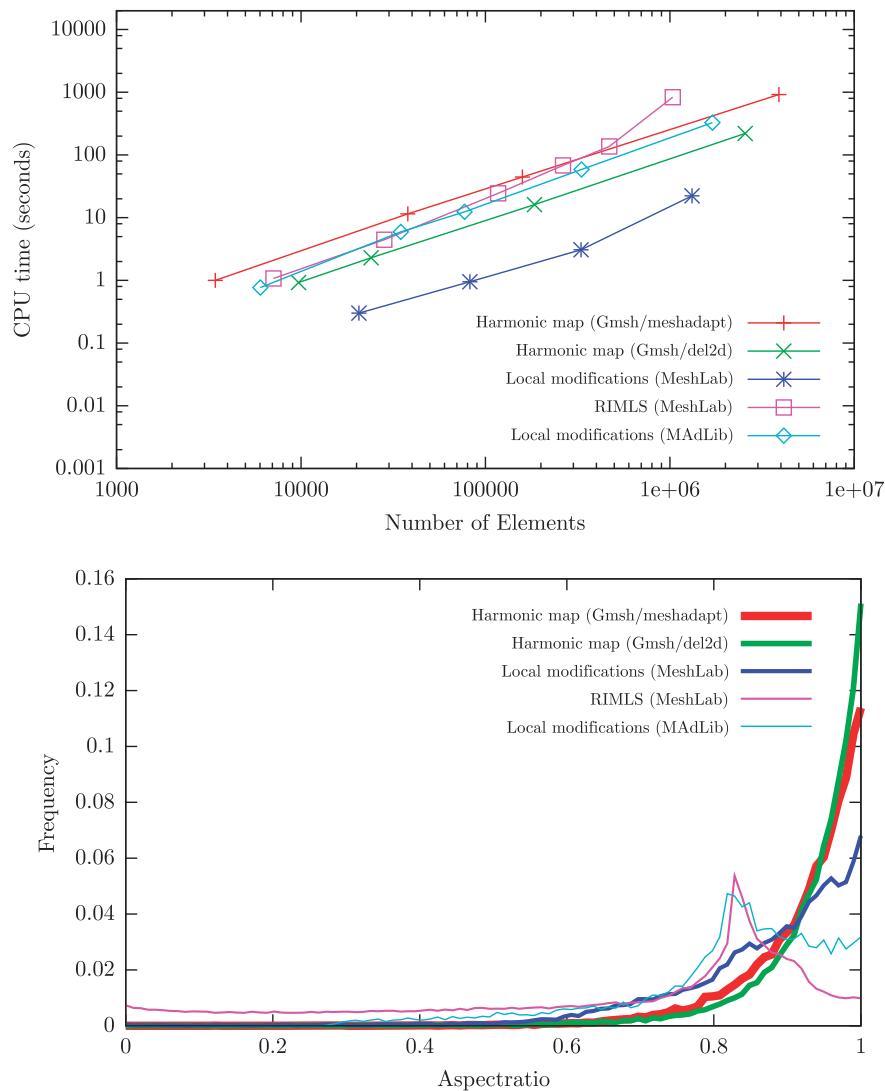 10000
1000
100
10
1
0.1
0.01
0.001
CPU time (seconds)
Harmonic map (Gmsh/meshadapt)
Harmonic map (Gmsh/del2d)
Local modifications (MeshLab)
RIMLS (MeshLab)
Local modifications (MAdLib)
1000 10000 100000 1e+06 1e+07
Number of Elements
0.16
0.14
0.12
0.1
0.08
0.06
0.04
0.02
0
Frequency
Harmonic map (Gmsh/meshadapt)
Harmonic map (Gmsh/del2d)
Local modifications (MeshLab)
RIMLS (MeshLab)
Local modifications (MAdLib)
0 0.2 0.4 0.6 0.8 1
Aspectratio